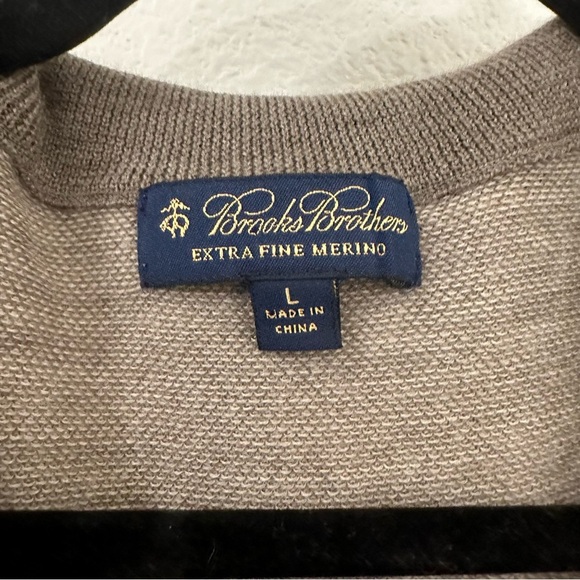 Brooks Brothers
EXTRA FINE MERINO
L
MADE IN
CHINA